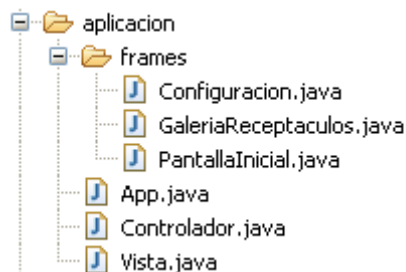 aplicacion
frames
Configuracion.java
GaleriaReceptaculos.java
PantallaInicial.java
App.java
Controlador.java
Vista.java